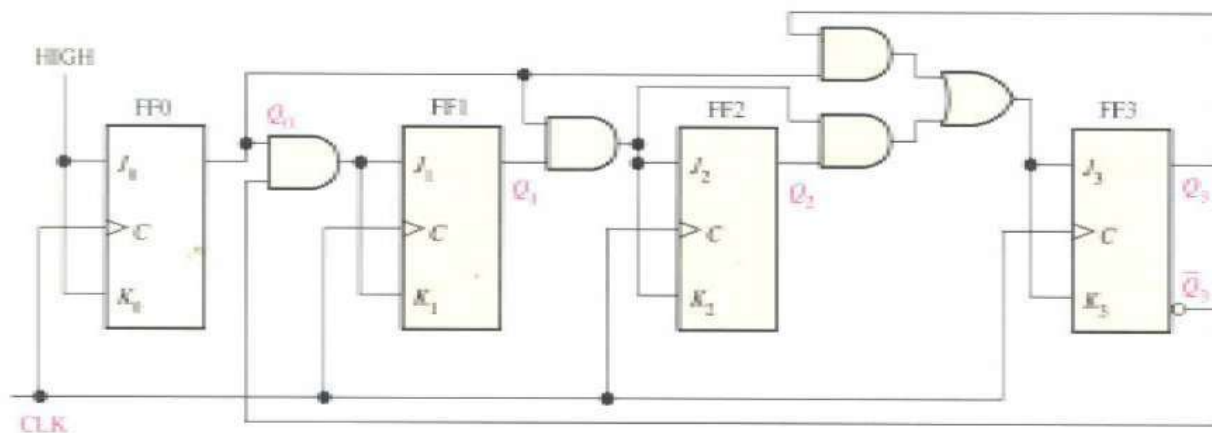 HIGH
FF0
FF1
FF2
FF3
Q₀
J₀
J₁
J₂
J₃
Q₁
Q₂
Q₃
C
C
C
C
K₀
K₁
K₂
K₃
Q̅₃
CLK